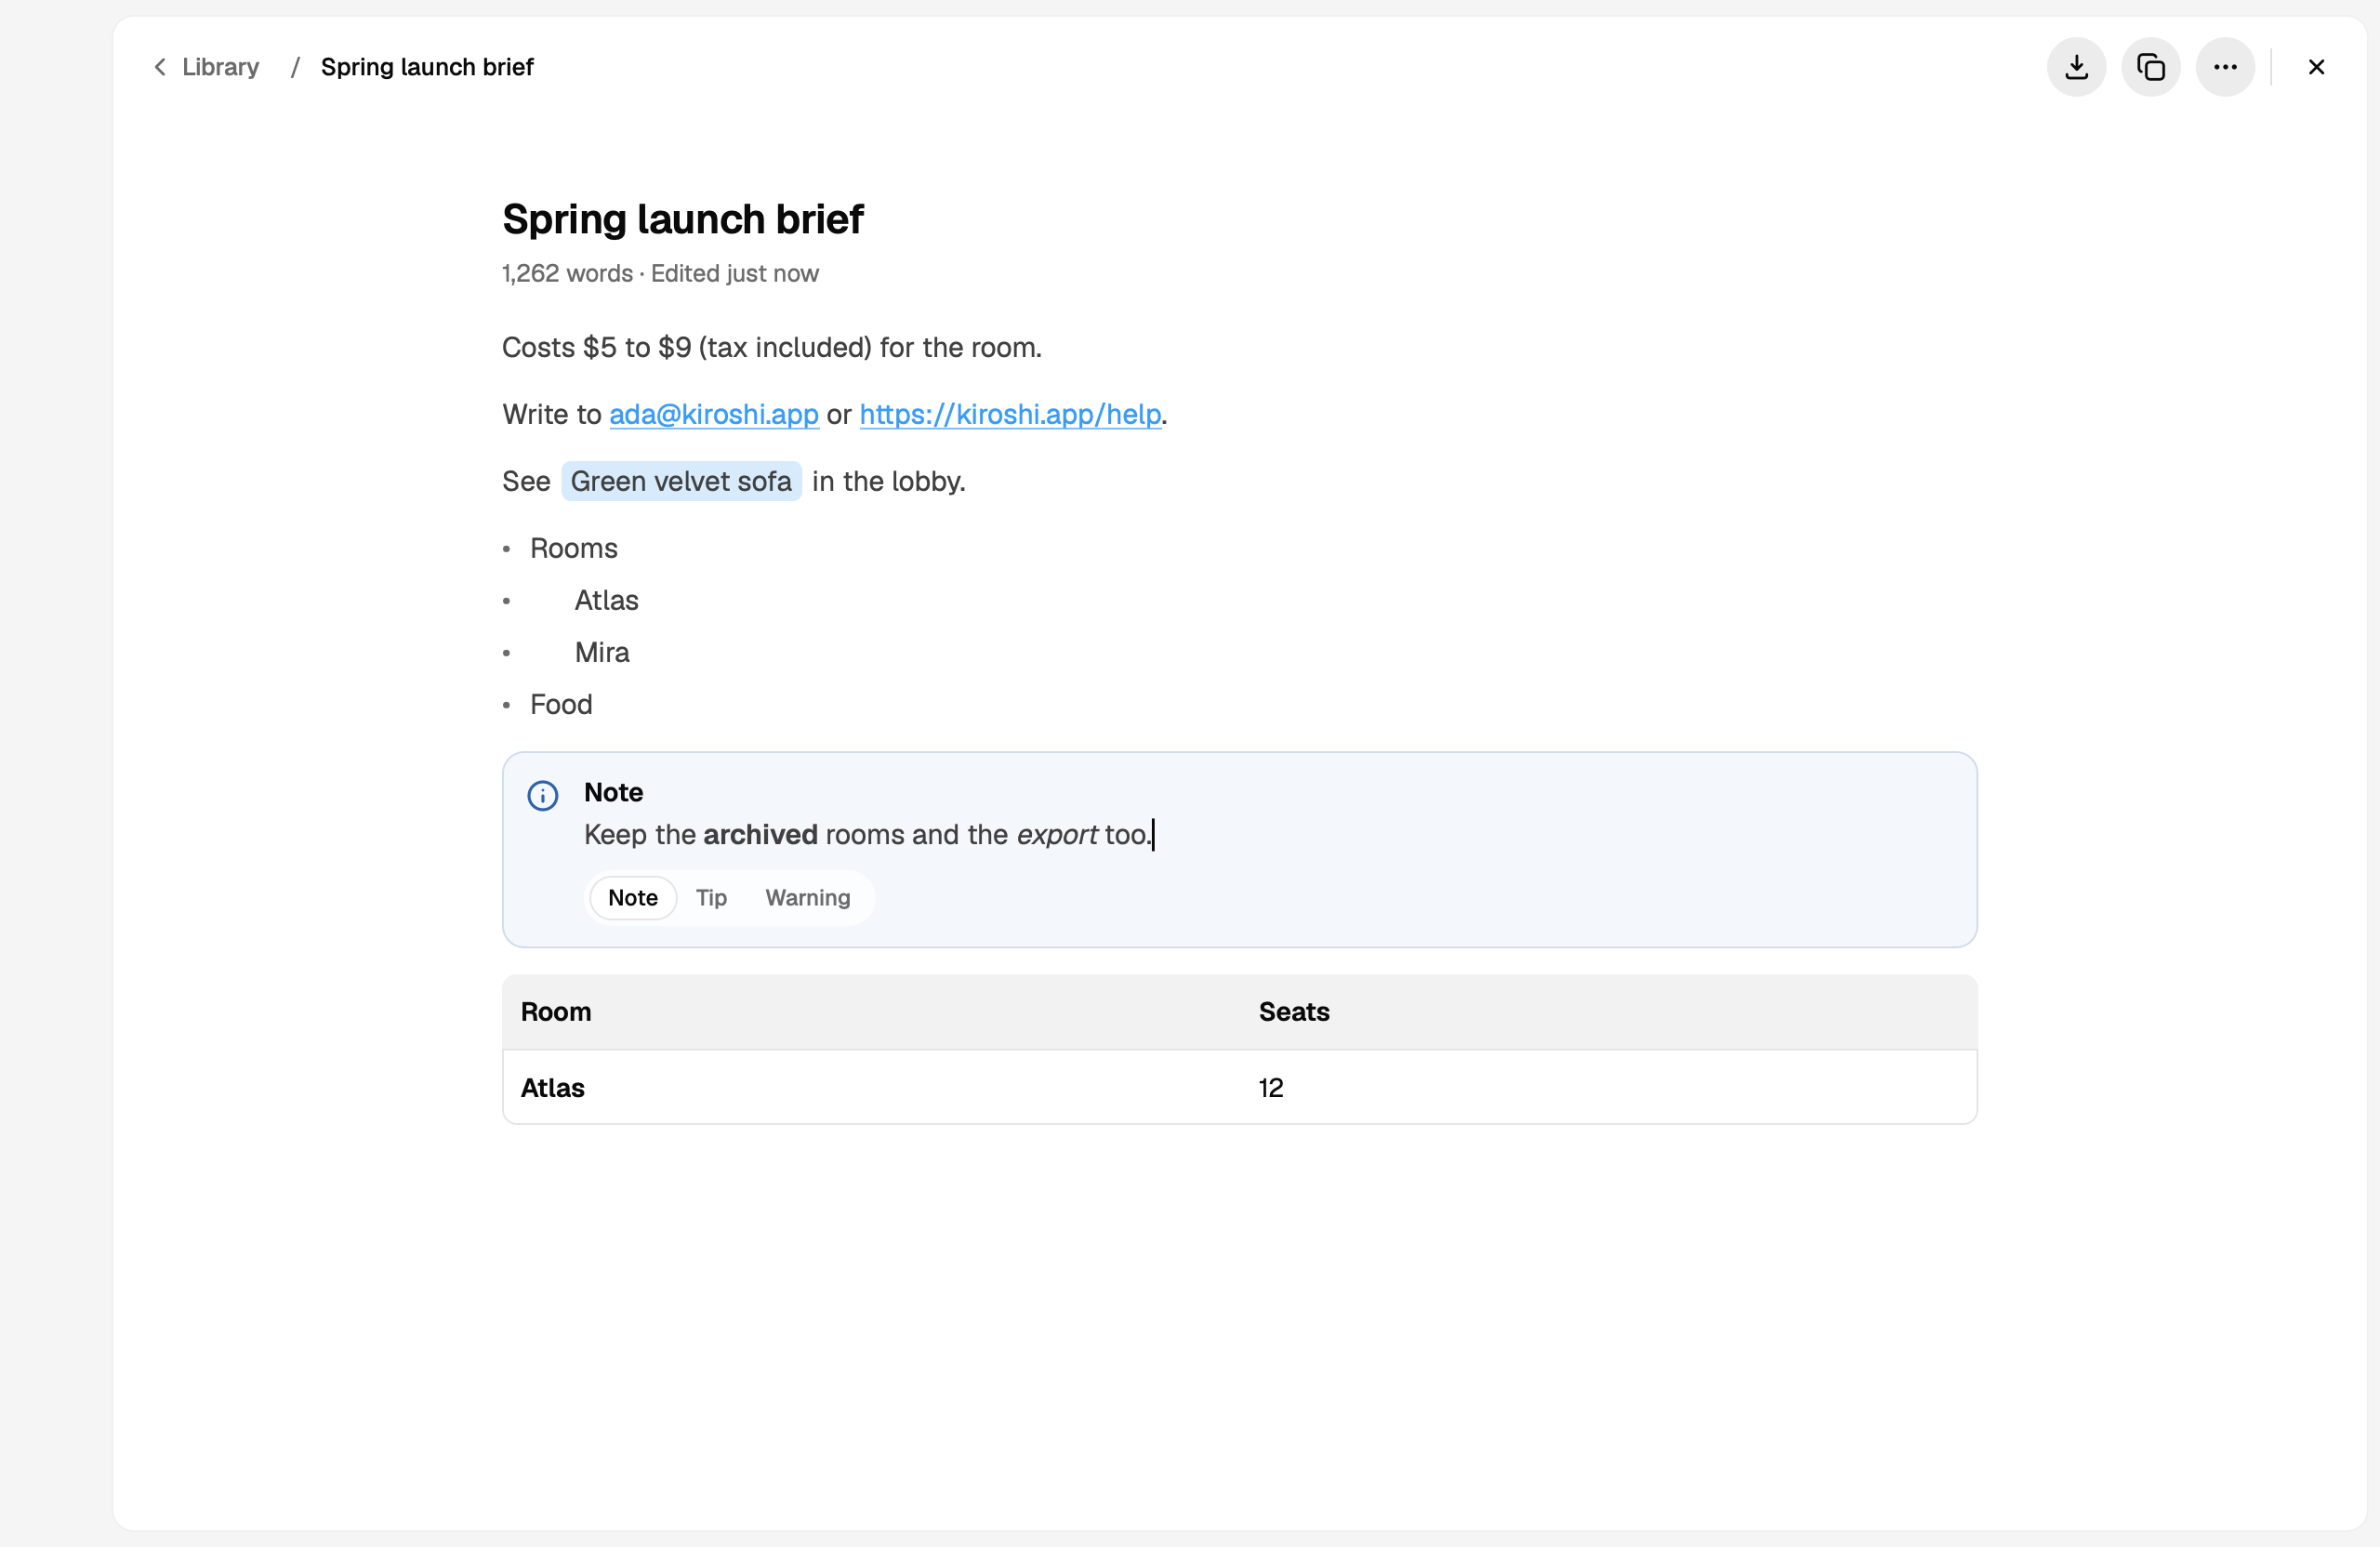 Library / Spring launch brief
Spring launch brief
1,262 words · Edited just now
Costs $5 to $9 (tax included) for the room.
Write to ada@kiroshi.app or https://kiroshi.app/help.
See Green velvet sofa in the lobby.
• Rooms
• Atlas
• Mira
• Food
Note
Keep the archived rooms and the export too.
Note Tip Warning
Room Seats
Atlas 12